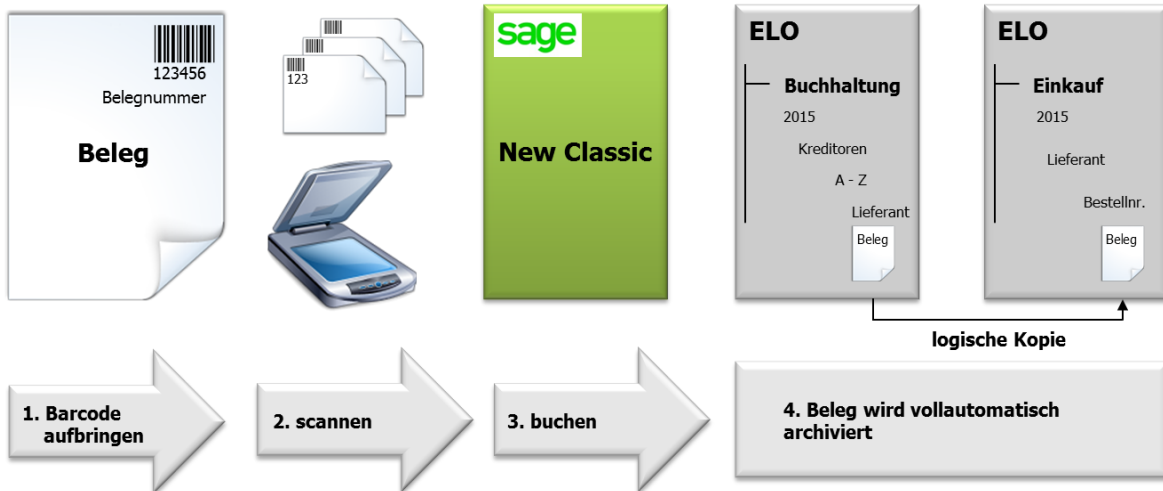 123456
Belegnummer
Beleg
123
sage
New Classic
ELO
Buchhaltung
2015
Kreditoren
A - Z
Lieferant
Beleg
ELO
Einkauf
2015
Lieferant
Bestellnr.
Beleg
logische Kopie
1. Barcode
aufbringen
2. scannen
3. buchen
4. Beleg wird vollautomatisch
archiviert